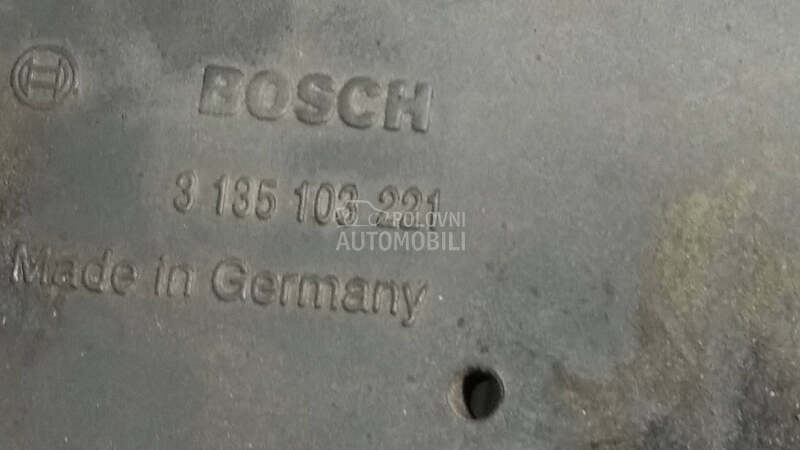 BOSCH
3 135 103 221
POLOVNI
AUTOMOBILI
Made in Germany